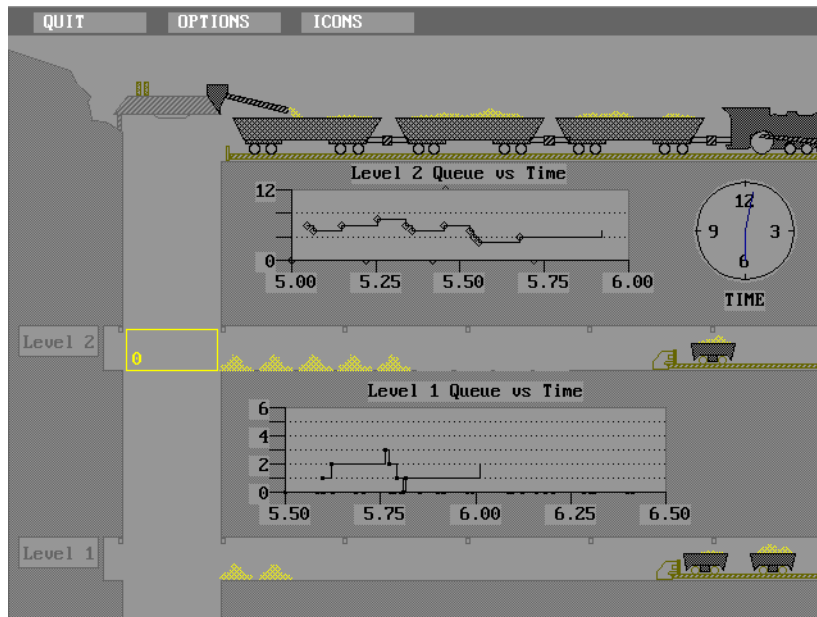 QUIT OPTIONS ICONS
Level 2 Queue vs Time
12
0
5.00 5.25 5.50 5.75 6.00
12
9 3
6
TIME
Level 2
0
Level 1 Queue vs Time
6
4
2
0
5.50 5.75 6.00 6.25 6.50
Level 1